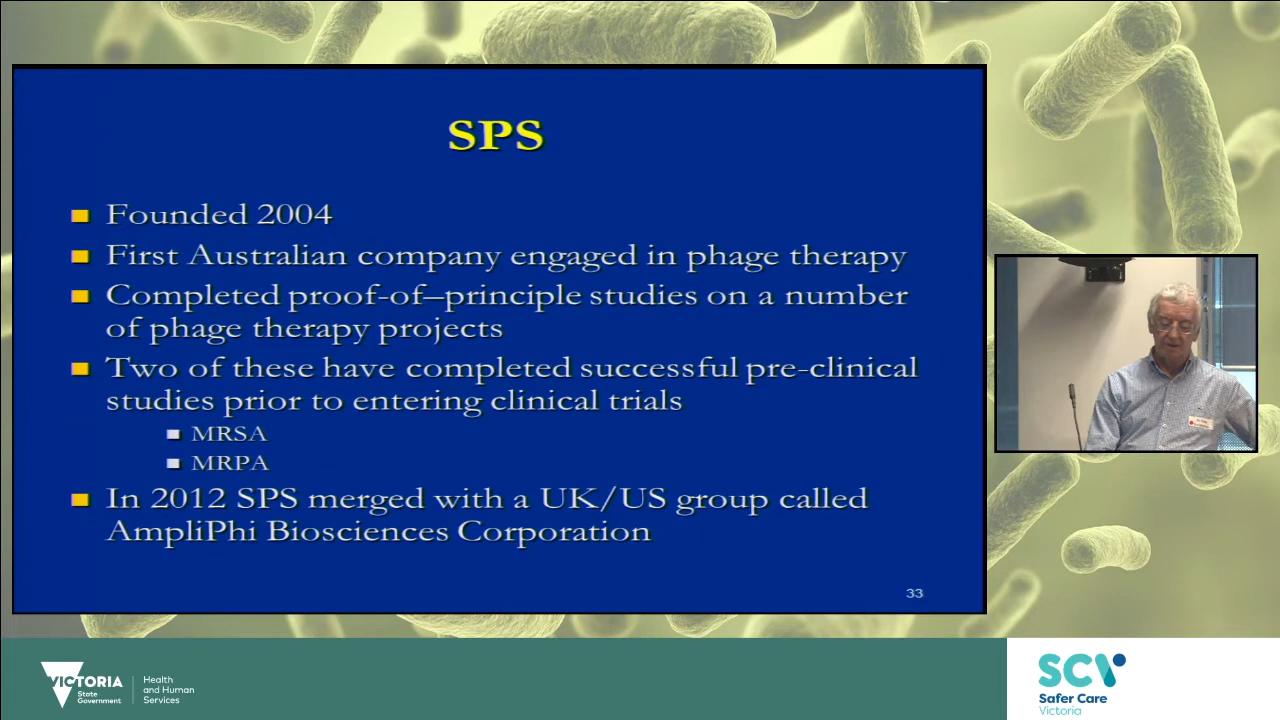 SPS
Founded 2004
First Australian company engaged in phage therapy
Completed proof-of–principle studies on a number
of phage therapy projects
Two of these have completed successful pre-clinical
studies prior to entering clinical trials
MRSA
MRPA
In 2012 SPS merged with a UK/US group called
AmpliPhi Biosciences Corporation
33
VICTORIA
State
Government
Health
and Human
Services
SCV
Safer Care
Victoria